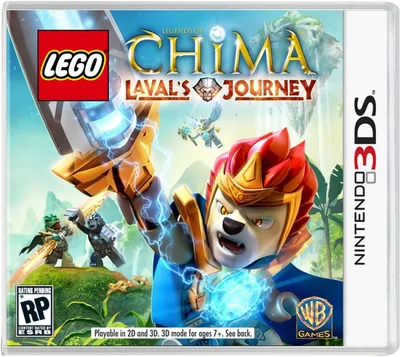 LEGO
LEGENDS OF
CHIMA
LAVAL'S JOURNEY
NINTENDO 3DS
RATING PENDING
RP
CONTENT RATED BY
ESRB
Playable in 2D and 3D. 3D mode for ages 7+. See back.
WB
GAMES